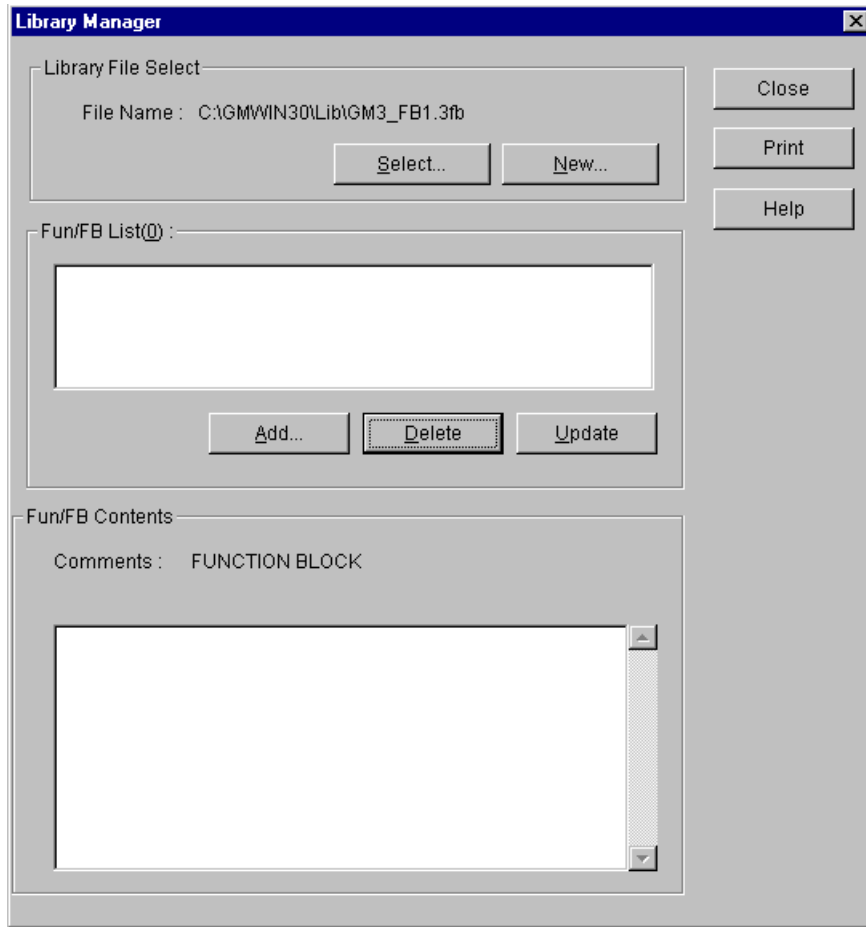 Library Manager
Library File Select
File Name : C:\GMWIN30\Lib\GM3_FB1.3fb
Select...
New...
Close
Print
Help
Fun/FB List(0) :
Add...
Delete
Update
Fun/FB Contents
Comments : FUNCTION BLOCK